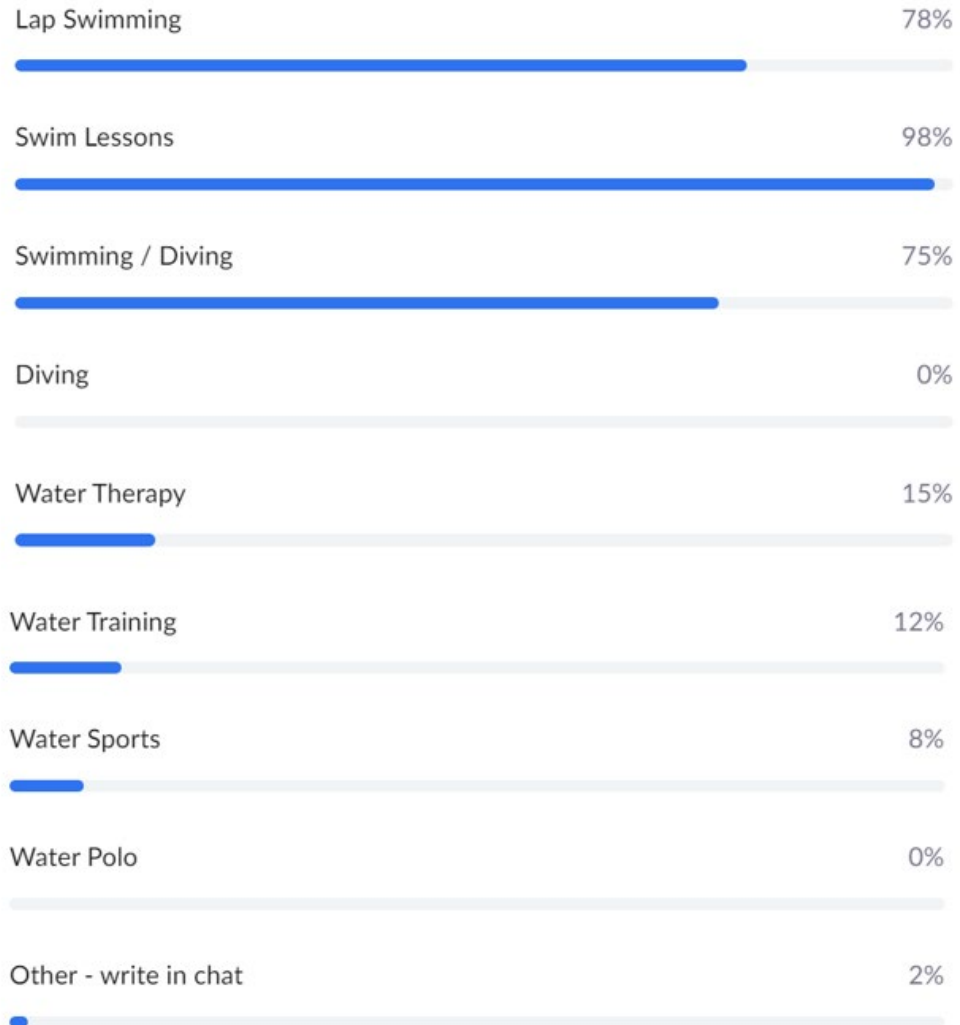 Lap Swimming 78%
Swim Lessons 98%
Swimming / Diving 75%
Diving 0%
Water Therapy 15%
Water Training 12%
Water Sports 8%
Water Polo 0%
Other - write in chat 2%